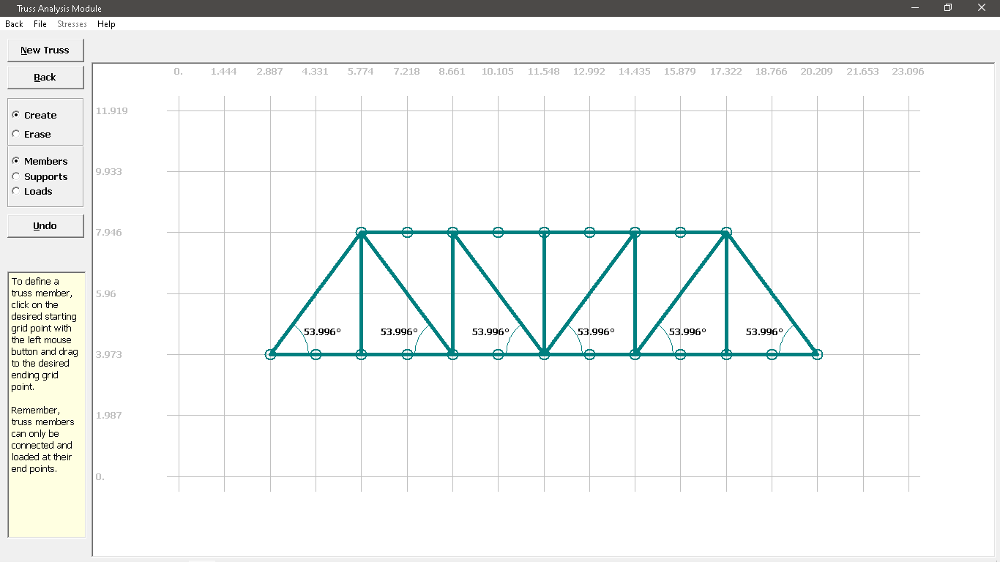 Truss Analysis Module
Back File Stresses Help
New Truss
Back
Create
Erase
Members
Supports
Loads
Undo
To define a
truss member,
click on the
desired starting
grid point with
the left mouse
button and drag
to the desired
ending grid
point.
Remember,
truss members
can only be
connected and
loaded at their
end points.
0. 1.444 2.887 4.331 5.774 7.218 8.661 10.105 11.548 12.992 14.435 15.879 17.322 18.766 20.209 21.653 23.096
11.919
9.933
7.946
5.96
53.996° 53.996° 53.996° 53.996° 53.996° 53.996°
3.973
1.987
0.